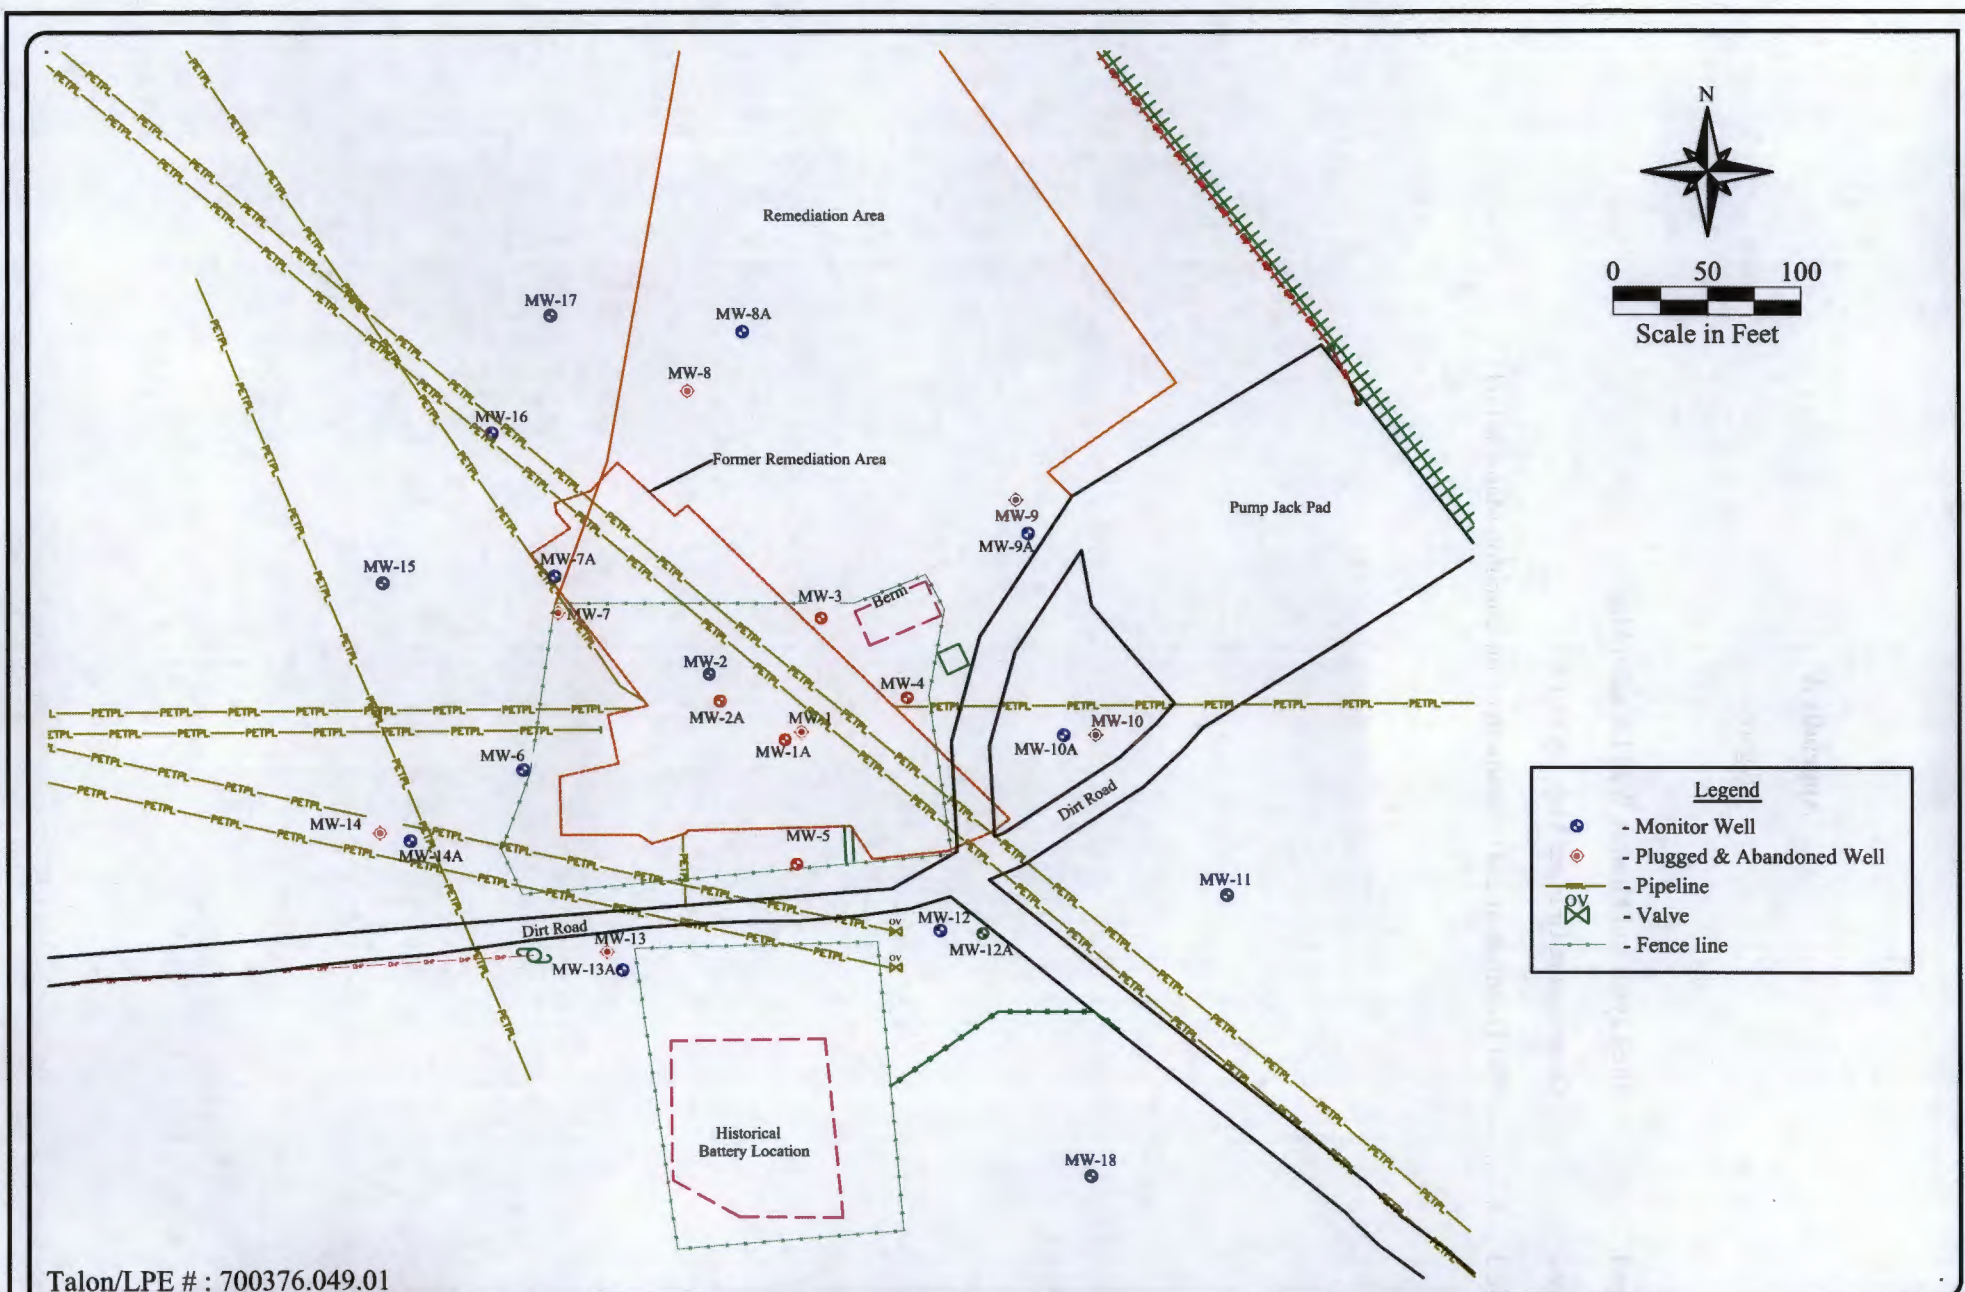 N
Remediation Area
0 50 100
Scale in Feet
MW-17
MW-8A
MW-8
MW-16
Former Remediation Area
MW-9
MW-9A
Pump Jack Pad
MW-7A
MW-15
MW-7
MW-3
Berm
MW-2
MW-4
MW-2A
MW-1
MW-1A
MW-10
MW-10A
MW-6
Dirt Road
MW-14
MW-14A
MW-5
MW-11
MW-12
MW-12A
Dirt Road
MW-13
MW-13A
OV
OV
PETPL
Historical
Battery Location
MW-18
Legend
- Monitor Well
- Plugged & Abandoned Well
- Pipeline
OV
- Valve
- Fence line
Talon/LPE # : 700376.049.01